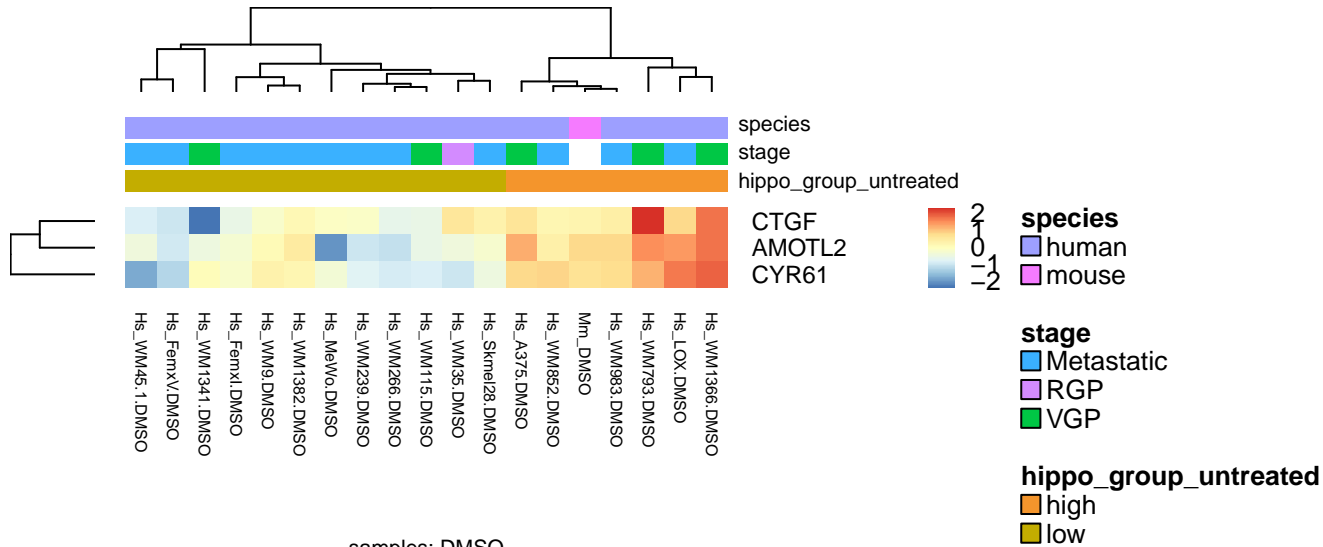 species
stage
hippo_group_untreated
CTGF
AMOTL2
CYR61
2
1
0
−1
−2
species
human
mouse
stage
Metastatic
RGP
VGP
hippo_group_untreated
high
low
Hs_WM45.1.DMSO
Hs_FemxV.DMSO
Hs_WM1341.DMSO
Hs_FemxI.DMSO
Hs_WM9.DMSO
Hs_WM1382.DMSO
Hs_MeWo.DMSO
Hs_WM239.DMSO
Hs_WM266.DMSO
Hs_WM115.DMSO
Hs_WM35.DMSO
Hs_Skmel28.DMSO
Hs_A375.DMSO
Hs_WM852.DMSO
Mm_DMSO
Hs_WM983.DMSO
Hs_WM793.DMSO
Hs_LOX.DMSO
Hs_WM1366.DMSO
samples: DMSO